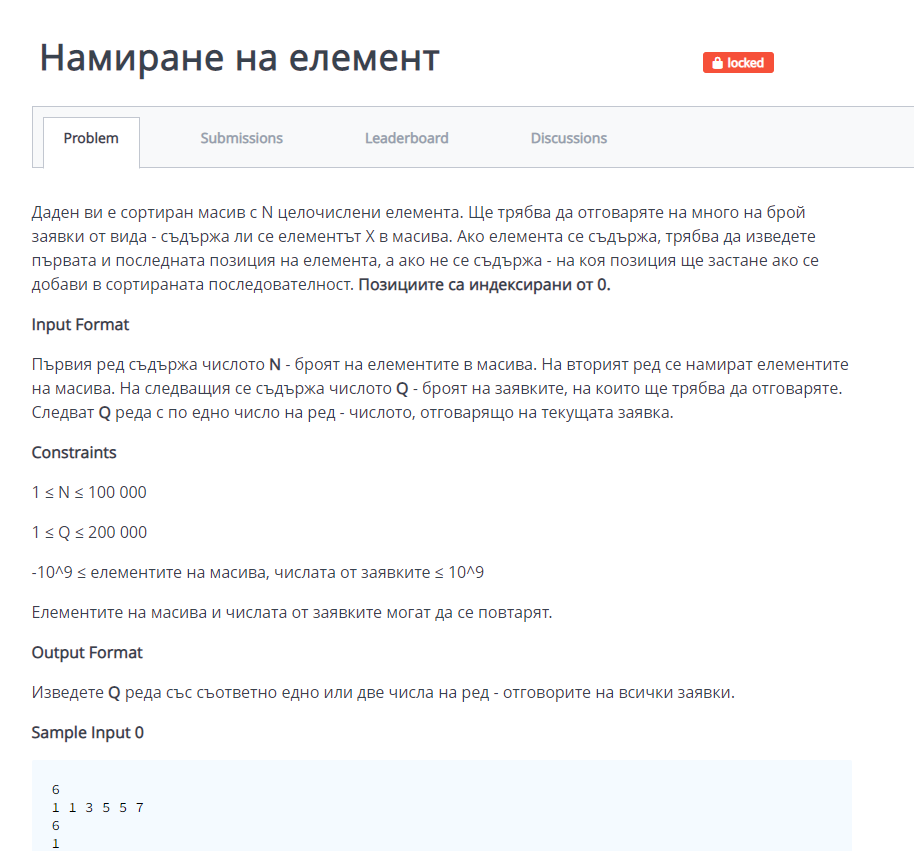 Намиране на елемент
locked
Problem Submissions Leaderboard Discussions
Даден ви е сортиран масив с N целочислени елемента. Ще трябва да отговаряте на много на брой
заявки от вида - съдържа ли се елементът X в масива. Ако елемента се съдържа, трябва да изведете
първата и последната позиция на елемента, а ако не се съдържа - на коя позиция ще застане ако се
добави в сортираната последователност. Позициите са индексирани от 0.
Input Format
Първия ред съдържа числото N - броят на елементите в масива. На вторият ред се намират елементите
на масива. На следващия се съдържа числото Q - броят на заявките, на които ще трябва да отговаряте.
Следват Q реда с по едно число на ред - числото, отговарящо на текущата заявка.
Constraints
1 ≤ N ≤ 100 000
1 ≤ Q ≤ 200 000
-10^9 ≤ елементите на масива, числата от заявките ≤ 10^9
Елементите на масива и числата от заявките могат да се повтарят.
Output Format
Изведете Q реда със съответно едно или две числа на ред - отговорите на всички заявки.
Sample Input 0
6
1 1 3 5 5 7
6
1